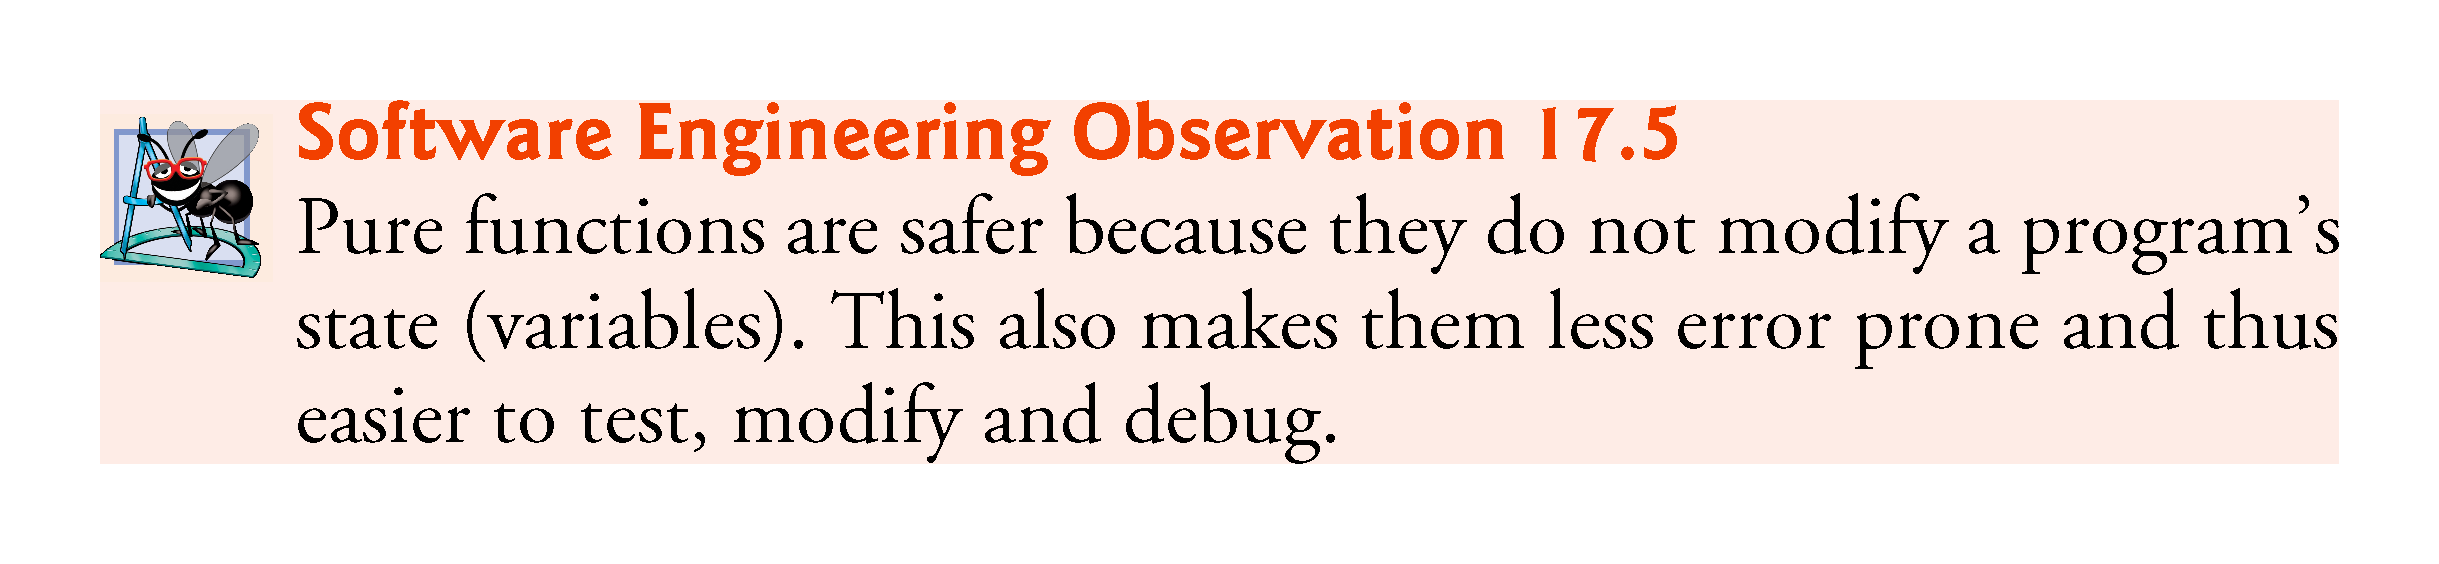 Software Engineering Observation 17.5
Pure functions are safer because they do not modify a program’s
state (variables). This also makes them less error prone and thus
easier to test, modify and debug.